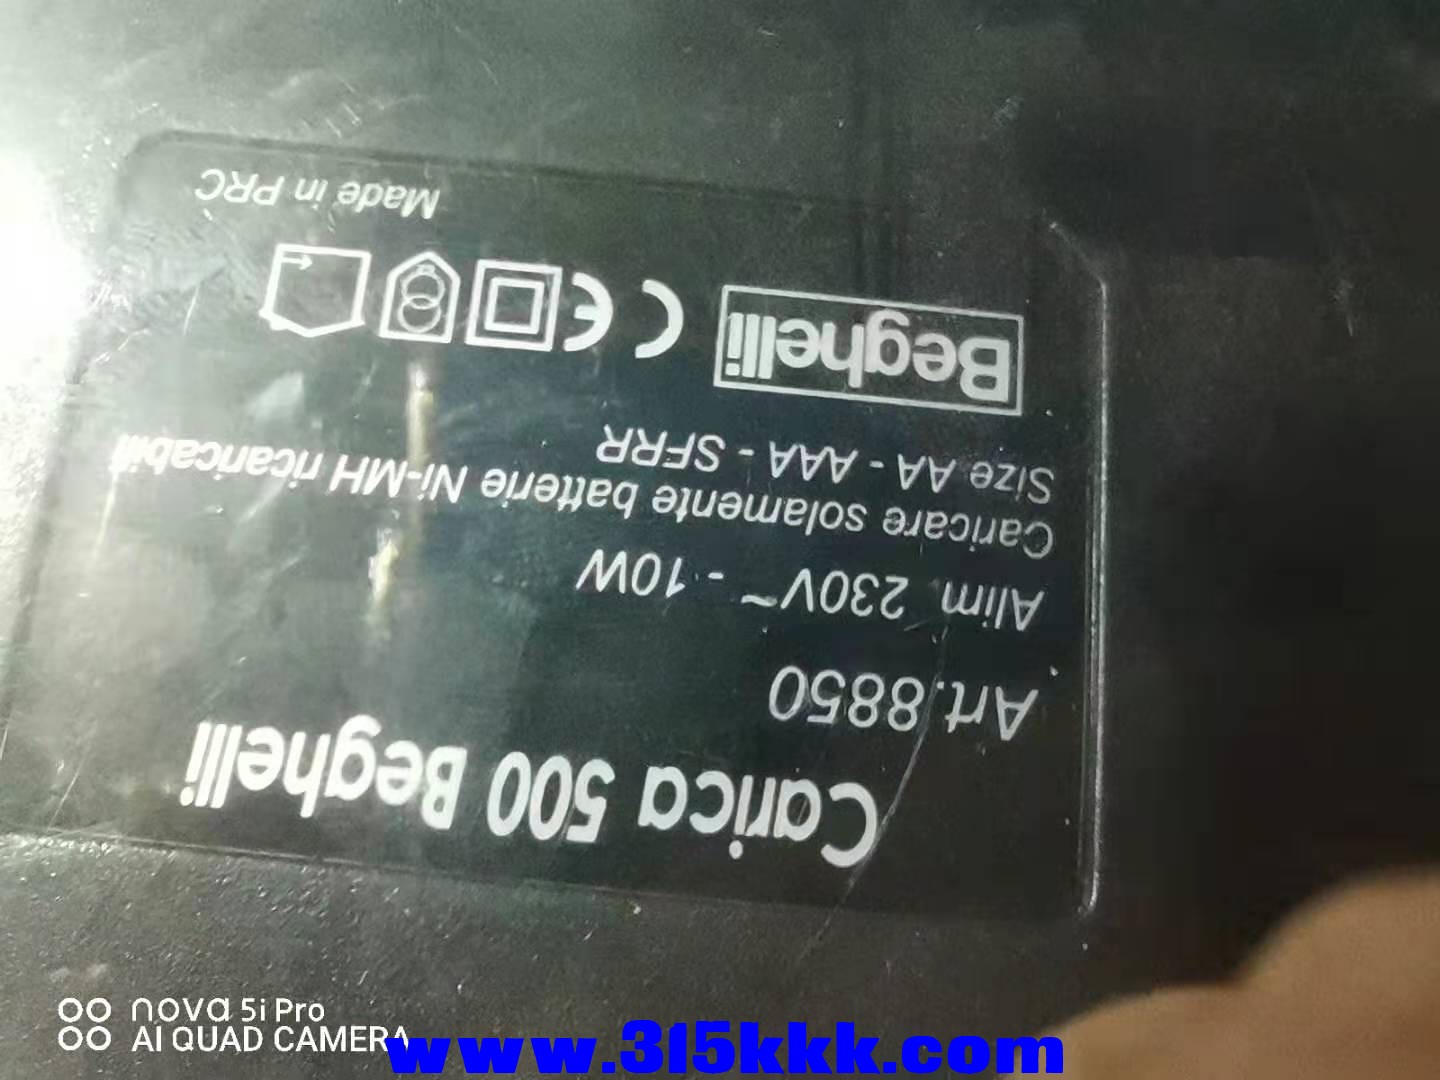 Carica 500 Beghelli
Art.8850
Alim. 230V~ - 10W
Caricare solamente batterie Ni-MH ricaricabili
Size AA - AAA - SFRR
Beghelli CE
Made in PRC
nova 5i Pro
AI QUAD CAMERA
www.315kkk.com